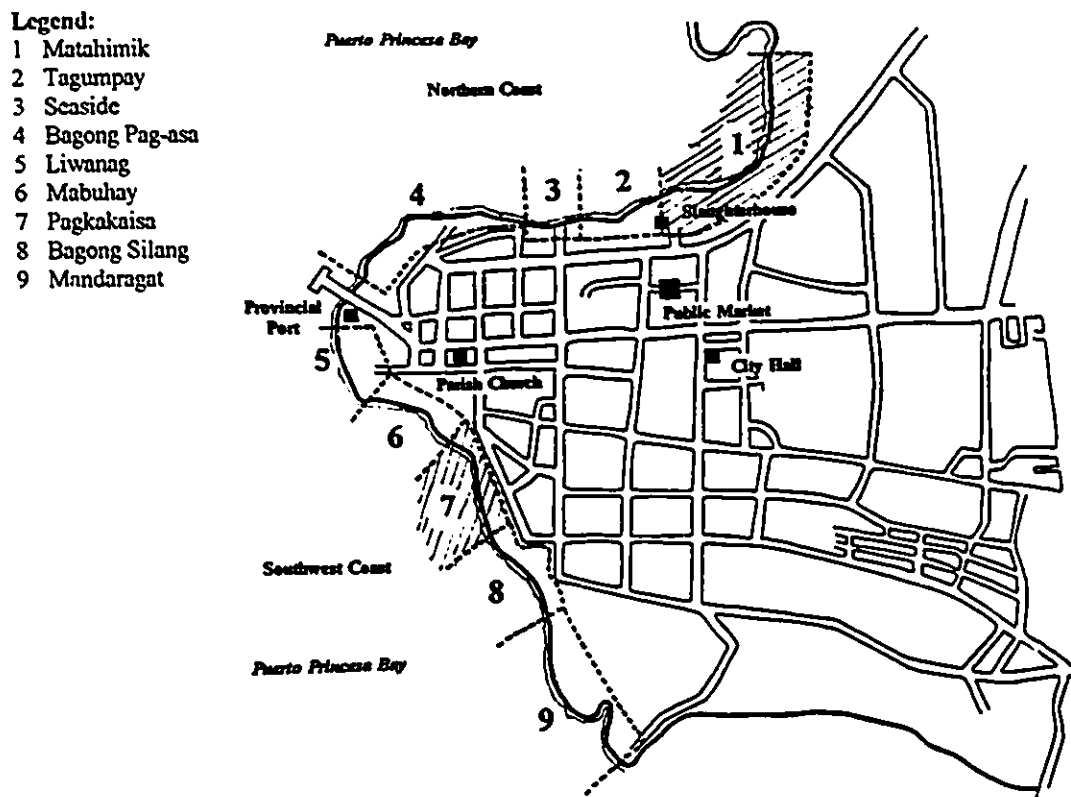 Legend:
1 Matahimik
2 Tagumpay
3 Seaside
4 Bagong Pag-asa
5 Liwanag
6 Mabuhay
7 Pagkakaisa
8 Bagong Silang
9 Mandaragat
Puerto Princesa Bay
Northern Coast
1
2
3
4
Slaughterhouse
Provincial
Port
Public Market
5
Parish Church
City Hall
6
7
Southwest Coast
8
Puerto Princesa Bay
9